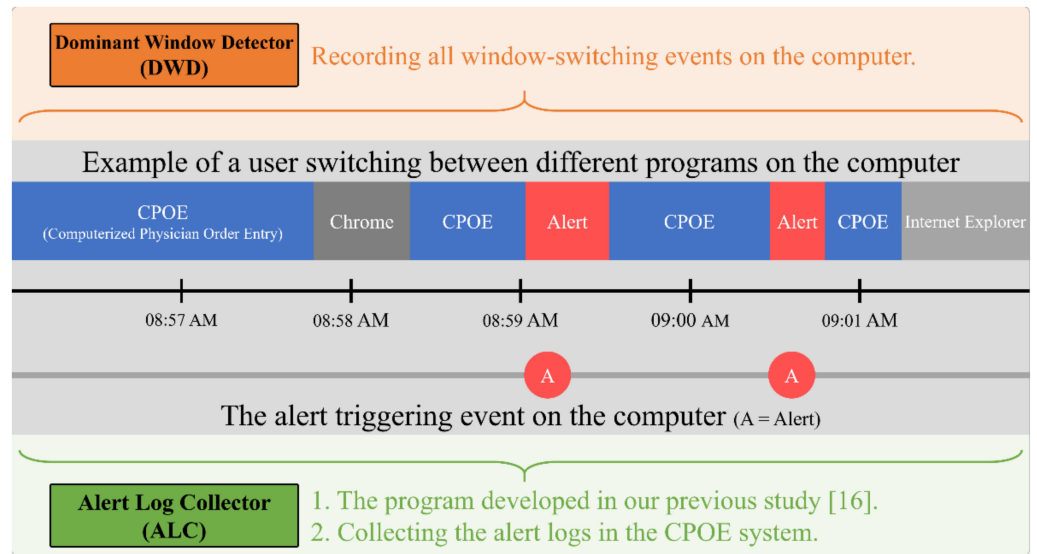 Dominant Window Detector
(DWD)
Recording all window-switching events on the computer.
Example of a user switching between different programs on the computer
CPOE
(Computerized Physician Order Entry)
Chrome
CPOE
Alert
CPOE
Alert
CPOE
Internet Explorer
08:57 AM
08:58 AM
08:59 AM
09:00 AM
09:01 AM
A
A
The alert triggering event on the computer (A = Alert)
Alert Log Collector
(ALC)
1. The program developed in our previous study [16].
2. Collecting the alert logs in the CPOE system.